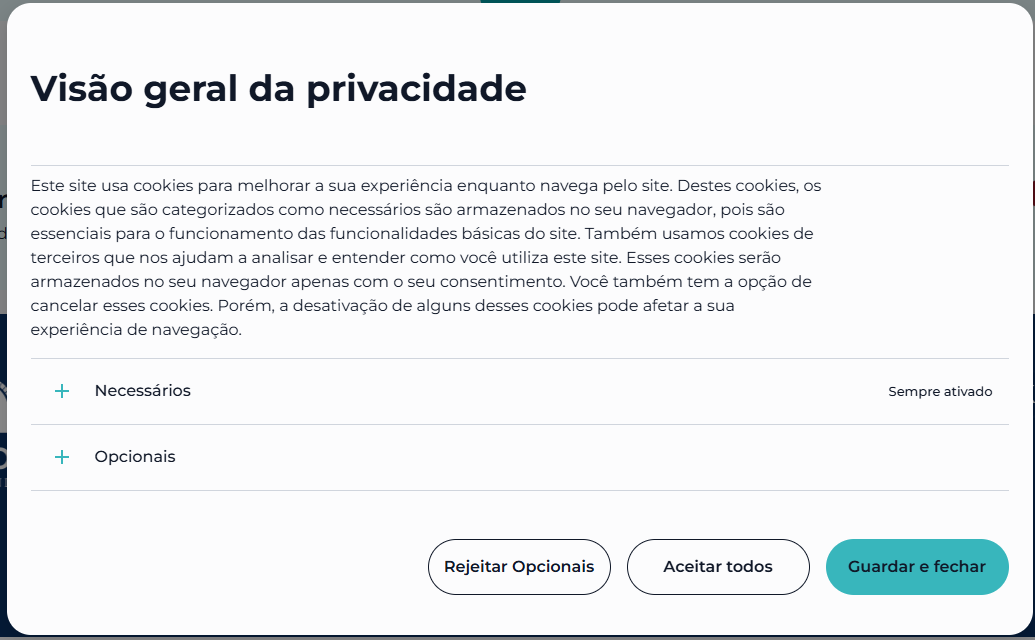 Visão geral da privacidade
Este site usa cookies para melhorar a sua experiência enquanto navega pelo site. Destes cookies, os
cookies que são categorizados como necessários são armazenados no seu navegador, pois são
essenciais para o funcionamento das funcionalidades básicas do site. Também usamos cookies de
terceiros que nos ajudam a analisar e entender como você utiliza este site. Esses cookies serão
armazenados no seu navegador apenas com o seu consentimento. Você também tem a opção de
cancelar esses cookies. Porém, a desativação de alguns desses cookies pode afetar a sua
experiência de navegação.
Necessários Sempre ativado
Opcionais
Rejeitar Opcionais Aceitar todos Guardar e fechar